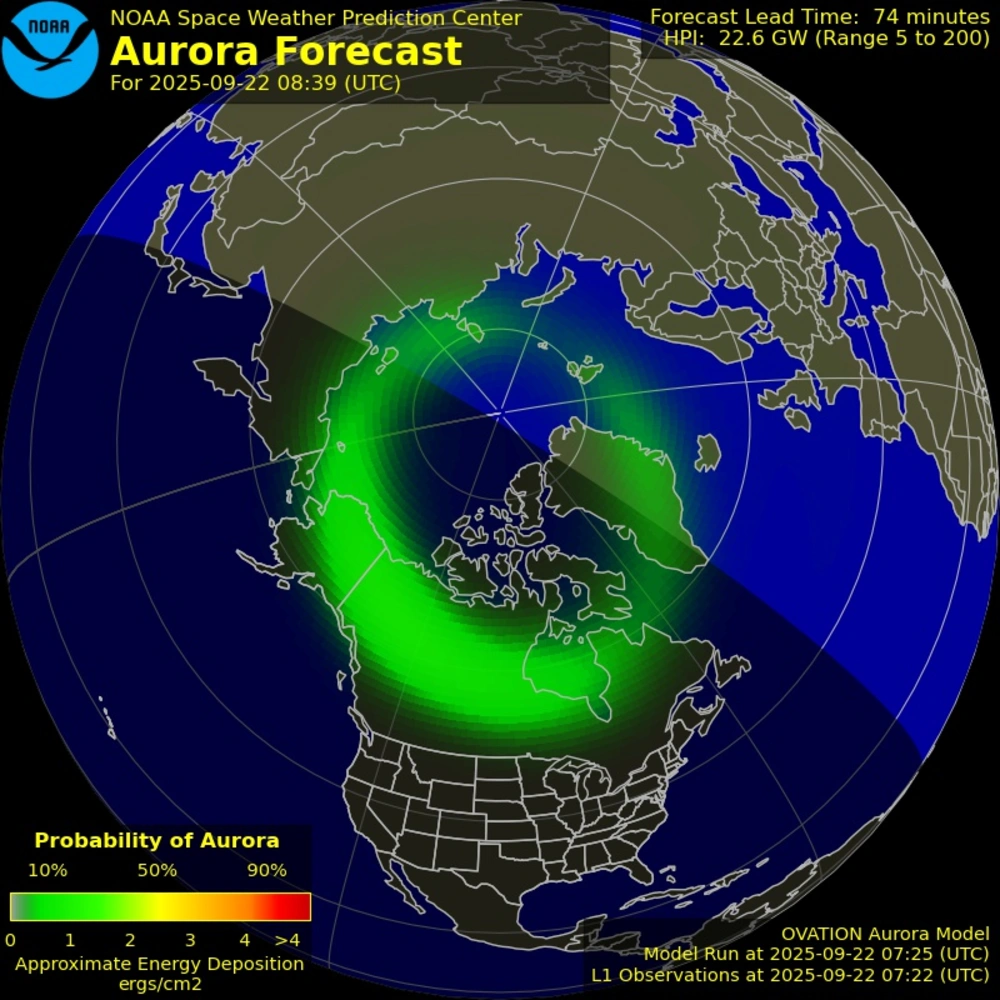 NOAA
NOAA Space Weather Prediction Center
Aurora Forecast
For 2025-09-22 08:39 (UTC)
Forecast Lead Time: 74 minutes
HPI: 22.6 GW (Range 5 to 200)
Probability of Aurora
10% 50% 90%
0 1 2 3 4 >4
Approximate Energy Deposition
ergs/cm2
OVATION Aurora Model
Model Run at 2025-09-22 07:25 (UTC)
L1 Observations at 2025-09-22 07:22 (UTC)